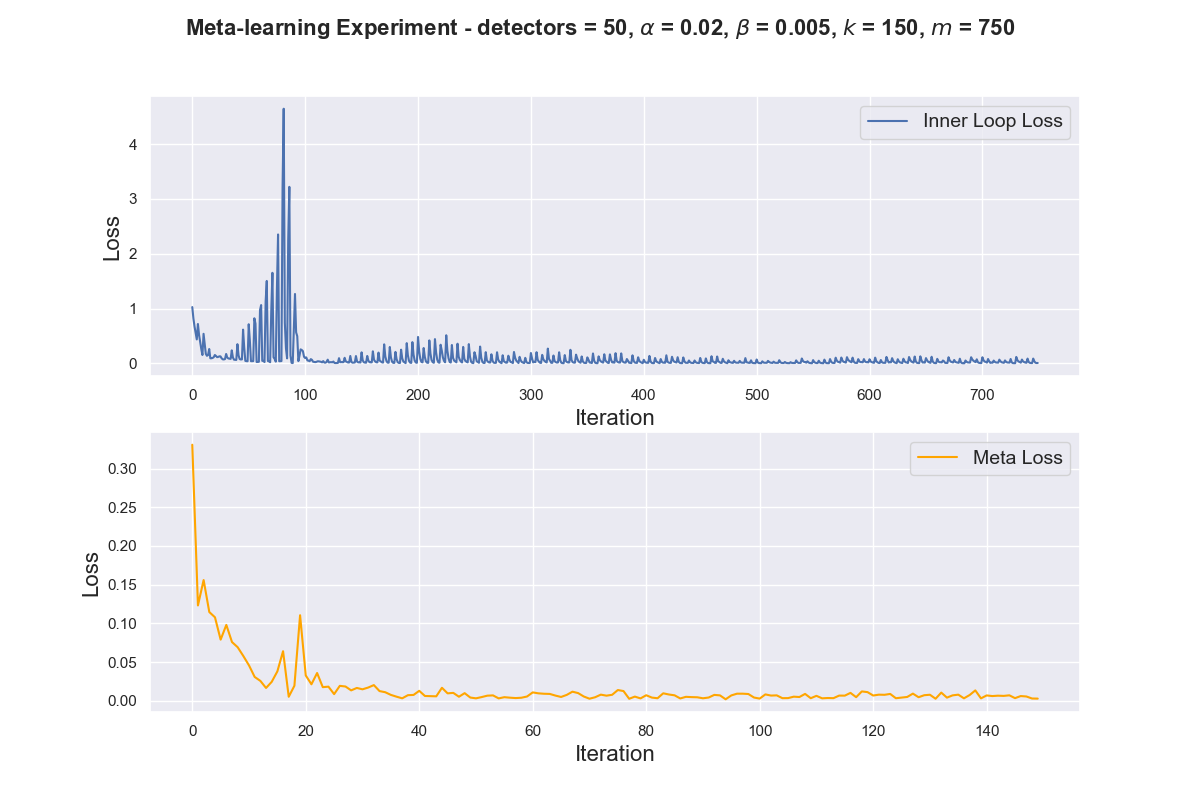 Meta-learning Experiment - detectors = 50, α = 0.02, β = 0.005, k = 150, m = 750
Inner Loop Loss
Loss
4
3
2
1
0
0 100 200 300 400 500 600 700
Iteration
Meta Loss
Loss
0.30
0.25
0.20
0.15
0.10
0.05
0.00
0 20 40 60 80 100 120 140
Iteration